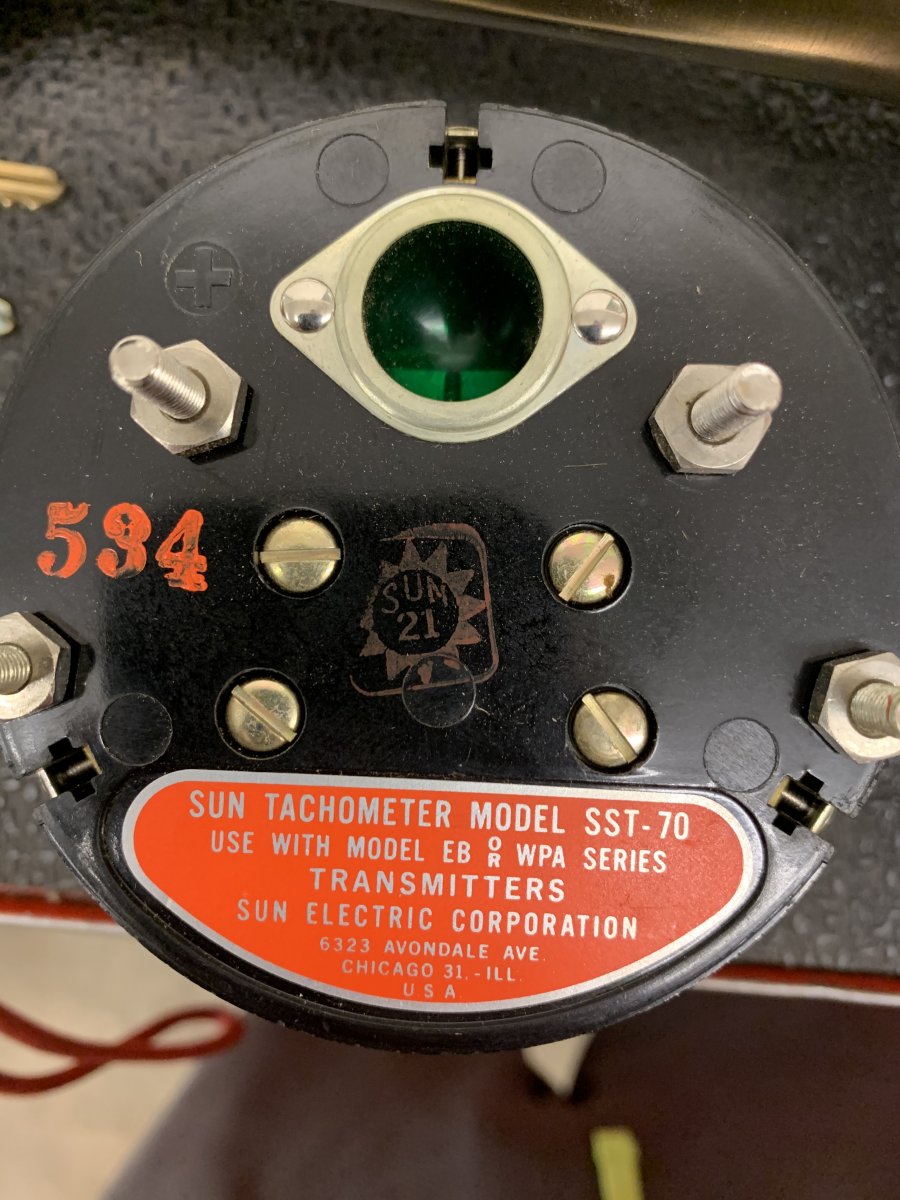 534
SUN
21
SUN TACHOMETER MODEL SST-70
USE WITH MODEL EB OR WPA SERIES
TRANSMITTERS
SUN ELECTRIC CORPORATION
6323 AVONDALE AVE.
CHICAGO 31.-ILL.
U.S.A.